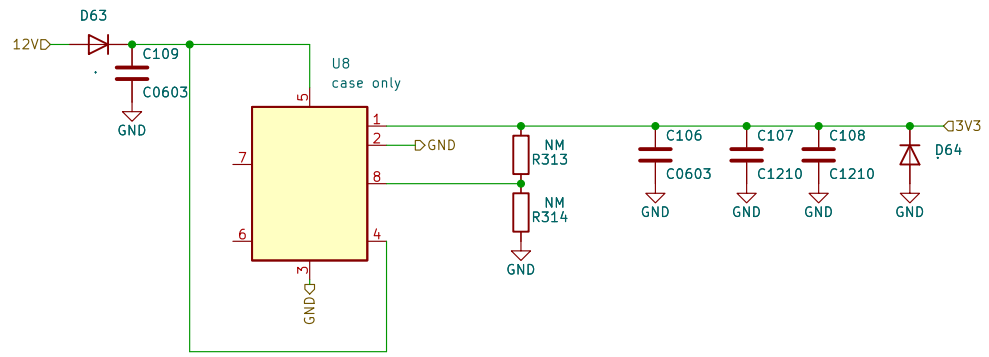 D63
12V
C109
C0603
GND
U8
case only
5
1
2
GND
7
8
6
4
3
GND
NM
R313
NM
R314
GND
C106
C0603
GND
C107
C1210
GND
C108
C1210
GND
3V3
D64
GND